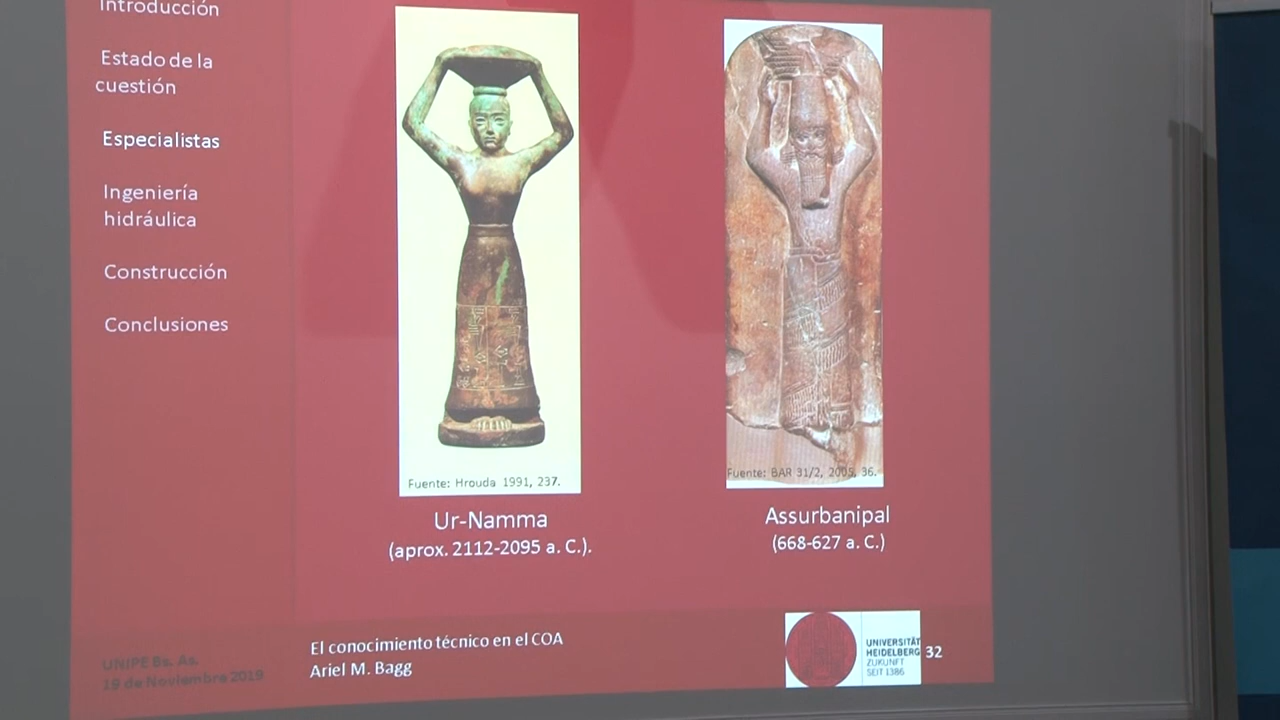 Introducción
Estado de la
cuestión
Especialistas
Ingeniería
hidráulica
Construcción
Conclusiones
Fuente: Hrouda 1991, 237.
Ur-Namma
(aprox. 2112-2095 a. C.).
Fuente: BAR 31/2, 2005, 36.
Assurbanipal
(668-627 a. C.)
UNIPE Bs. As.
19 de Noviembre 2019
El conocimiento técnico en el COA
Ariel M. Bagg
UNIVERSITÄT
HEIDELBERG
ZUKUNFT
SEIT 1386
32